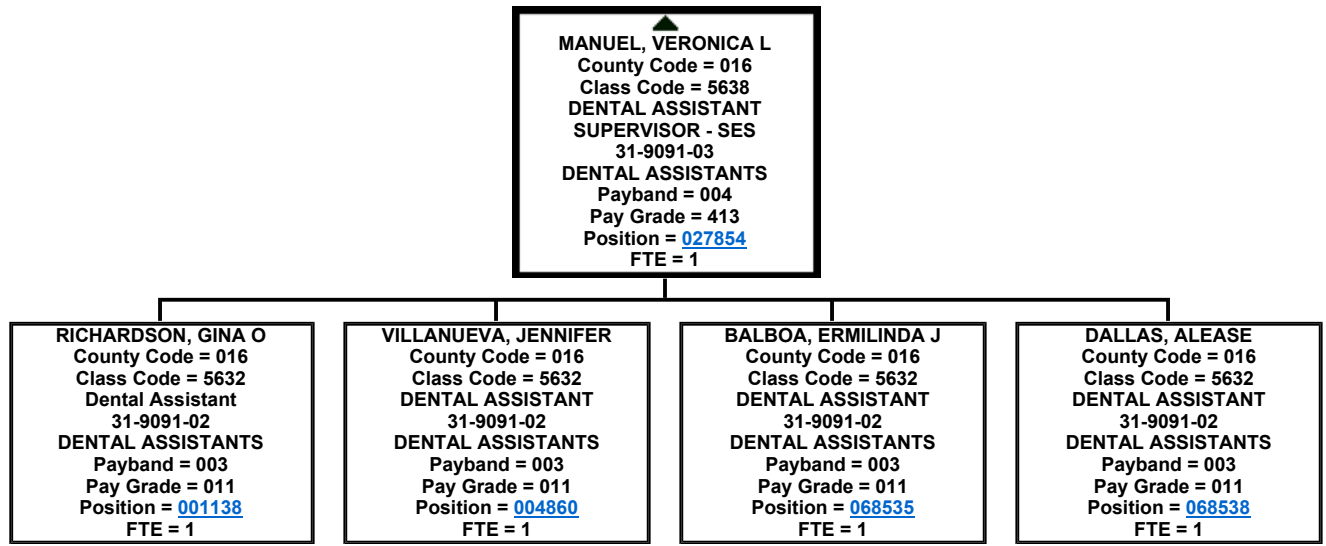 MANUEL, VERONICA L
County Code = 016
Class Code = 5638
DENTAL ASSISTANT
SUPERVISOR - SES
31-9091-03
DENTAL ASSISTANTS
Payband = 004
Pay Grade = 413
Position = 027854
FTE = 1
RICHARDSON, GINA O
County Code = 016
Class Code = 5632
Dental Assistant
31-9091-02
DENTAL ASSISTANTS
Payband = 003
Pay Grade = 011
Position = 001138
FTE = 1
VILLANUEVA, JENNIFER
County Code = 016
Class Code = 5632
DENTAL ASSISTANT
31-9091-02
DENTAL ASSISTANTS
Payband = 003
Pay Grade = 011
Position = 004860
FTE = 1
BALBOA, ERMILINDA J
County Code = 016
Class Code = 5632
DENTAL ASSISTANT
31-9091-02
DENTAL ASSISTANTS
Payband = 003
Pay Grade = 011
Position = 068535
FTE = 1
DALLAS, ALEASE
County Code = 016
Class Code = 5632
DENTAL ASSISTANT
31-9091-02
DENTAL ASSISTANTS
Payband = 003
Pay Grade = 011
Position = 068538
FTE = 1